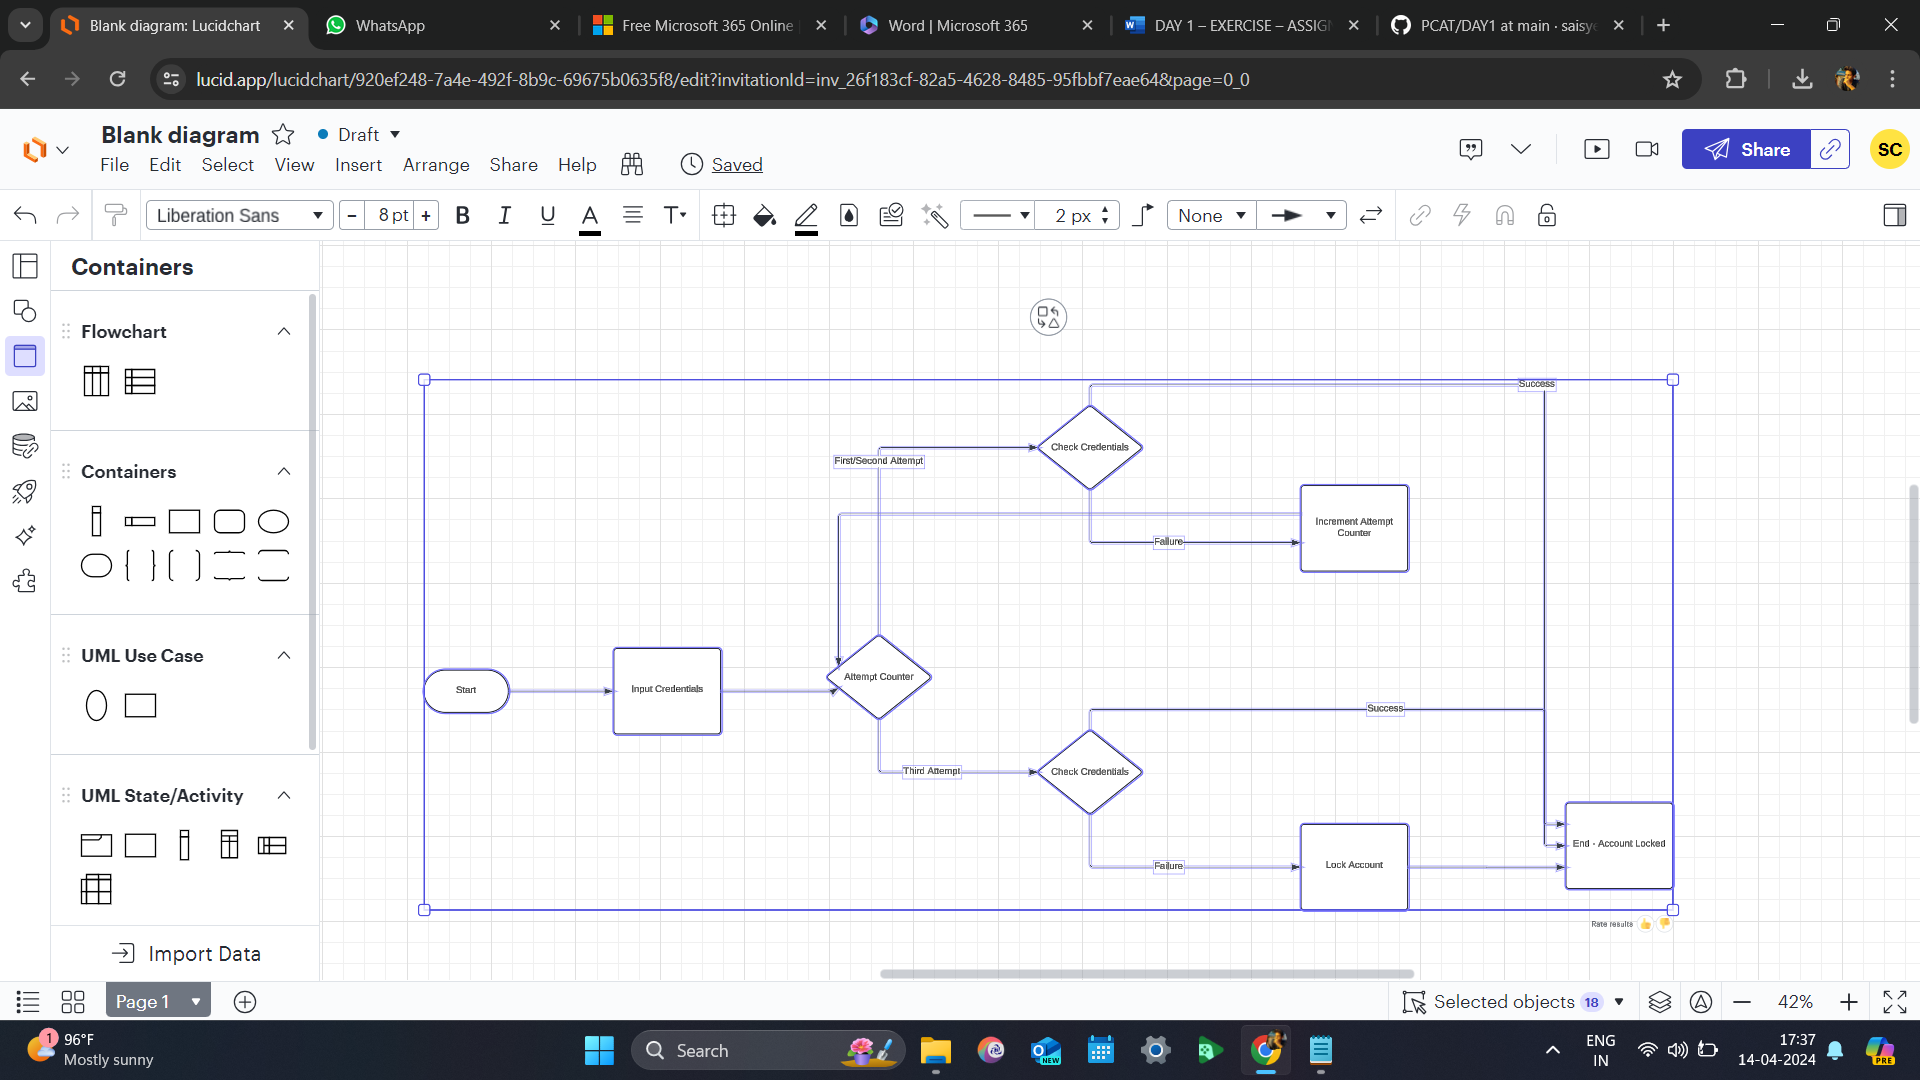 Blank diagram: Lucidchart
WhatsApp
Free Microsoft 365 Online
Word | Microsoft 365
DAY 1 – EXERCISE – ASSIGN
PCAT/DAY1 at main · saisye
lucid.app/lucidchart/920ef248-7a4e-492f-8b9c-69675b0635f8/edit?invitationId=inv_26f183cf-82a5-4628-8485-95fbbf7eae64&page=0_0
Blank diagram
Draft
File Edit Select View Insert Arrange Share Help
Saved
Share
SC
Liberation Sans
- 8 pt +
B I U A T
2 px
None
Containers
Flowchart
Containers
UML Use Case
UML State/Activity
Import Data
Success
Check Credentials
First/Second Attempt
Increment Attempt
Counter
Failure
Start
Input Credentials
Attempt Counter
Success
Third Attempt
Check Credentials
End - Account Locked
Failure
Lock Account
Rate results
Page 1
Selected objects 18
42%
1
96°F
Mostly sunny
Search
NEW
ENG
IN
17:37
14-04-2024
PRE